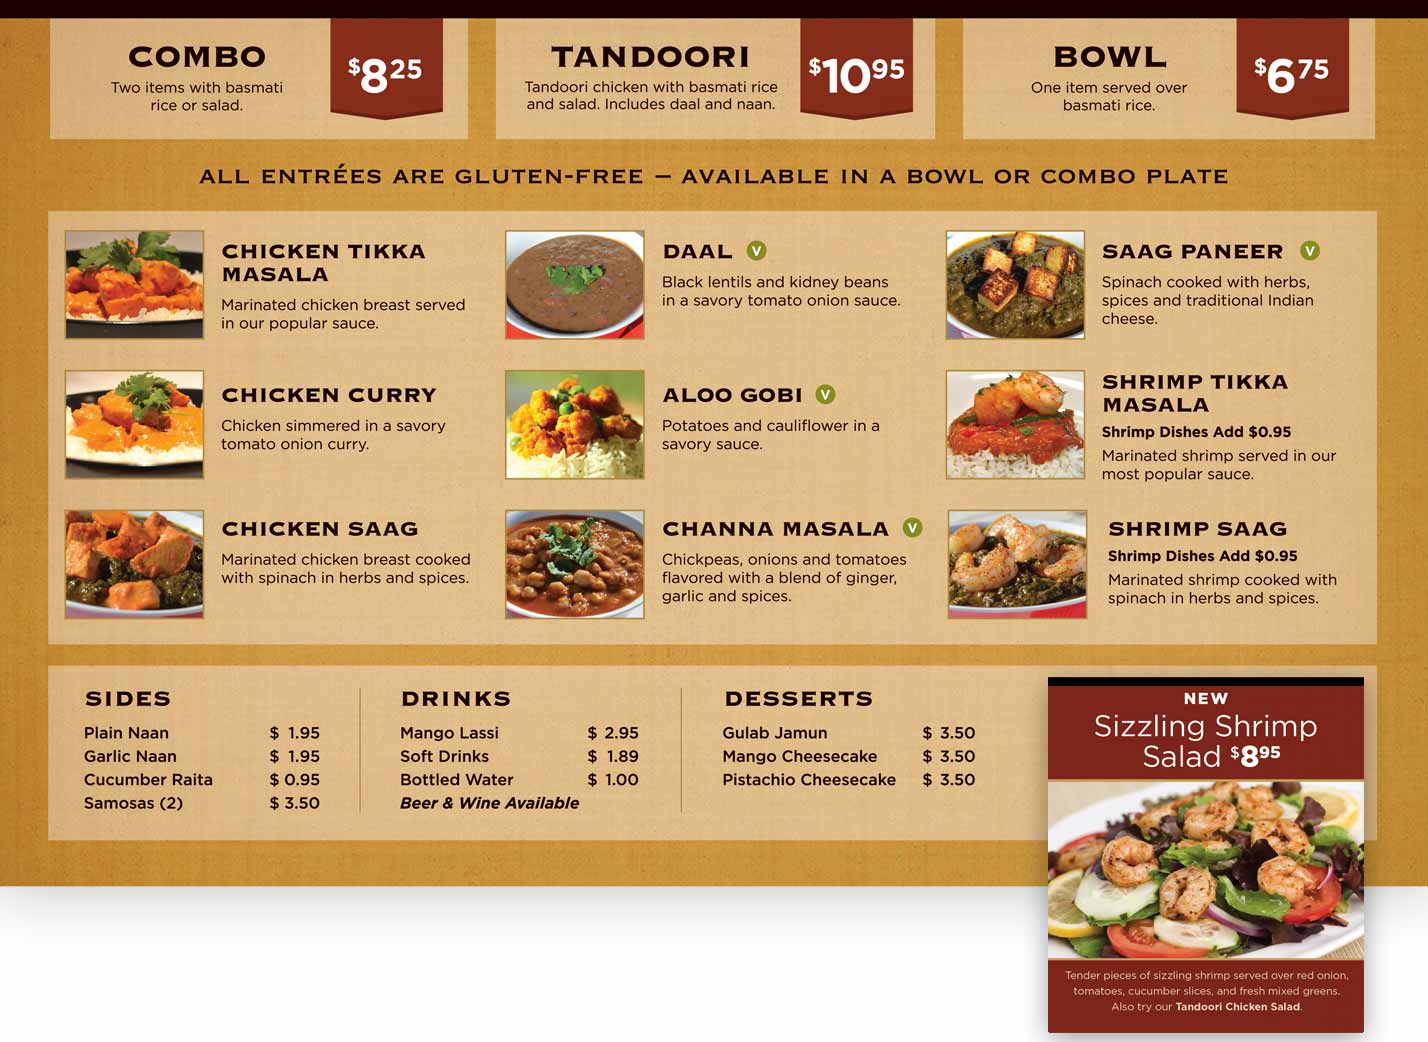 COMBO
Two items with basmati
rice or salad.
$8 25
TANDOORI
Tandoori chicken with basmati rice
and salad. Includes daal and naan.
$10 95
BOWL
One item served over
basmati rice.
$6 75
ALL ENTRÉES ARE GLUTEN-FREE — AVAILABLE IN A BOWL OR COMBO PLATE
CHICKEN TIKKA
MASALA
Marinated chicken breast served
in our popular sauce.
DAAL V
Black lentils and kidney beans
in a savory tomato onion sauce.
SAAG PANEER V
Spinach cooked with herbs,
spices and traditional Indian
cheese.
CHICKEN CURRY
Chicken simmered in a savory
tomato onion curry.
ALOO GOBI V
Potatoes and cauliflower in a
savory sauce.
SHRIMP TIKKA
MASALA
Shrimp Dishes Add $0.95
Marinated shrimp served in our
most popular sauce.
CHICKEN SAAG
Marinated chicken breast cooked
with spinach in herbs and spices.
CHANNA MASALA V
Chickpeas, onions and tomatoes
flavored with a blend of ginger,
garlic and spices.
SHRIMP SAAG
Shrimp Dishes Add $0.95
Marinated shrimp cooked with
spinach in herbs and spices.
SIDES
Plain Naan $ 1.95
Garlic Naan $ 1.95
Cucumber Raita $ 0.95
Samosas (2) $ 3.50
DRINKS
Mango Lassi $ 2.95
Soft Drinks $ 1.89
Bottled Water $ 1.00
Beer & Wine Available
DESSERTS
Gulab Jamun $ 3.50
Mango Cheesecake $ 3.50
Pistachio Cheesecake $ 3.50
NEW
Sizzling Shrimp
Salad $8 95
Tender pieces of sizzling shrimp served over red onion,
tomatoes, cucumber slices, and fresh mixed greens.
Also try our Tandoori Chicken Salad.